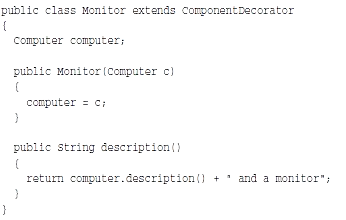 public class Monitor extends ComponentDecorator
{
  Computer computer;

  public Monitor(Computer c)
  {
    computer = c;
  }

  public String description()
  {
    return computer.description() + " and a monitor";
  }
}